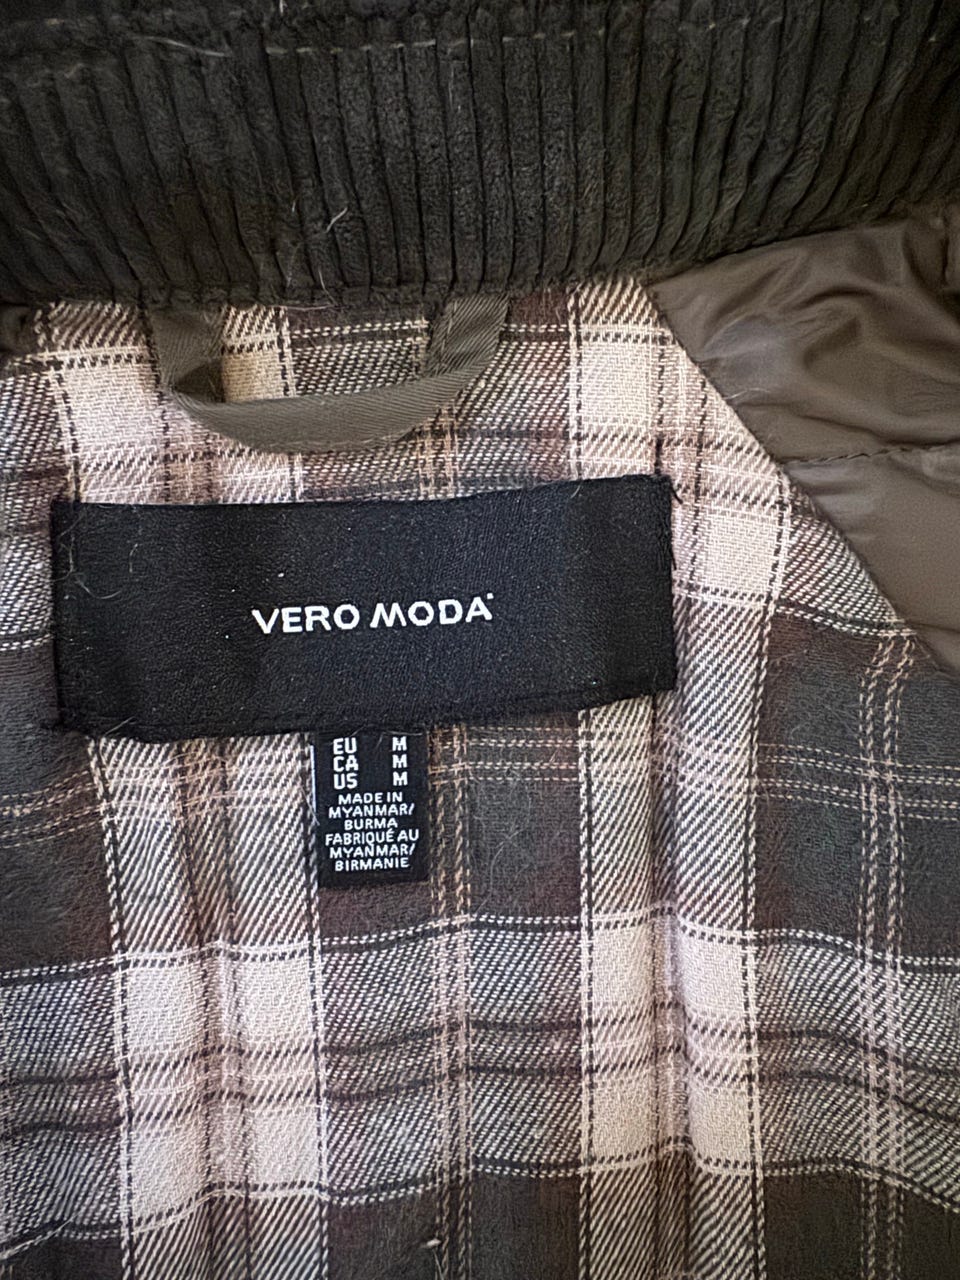 VERO MODA
EU M
CA M
US M
MADE IN
MYANMAR/
BURMA
FABRIQUÉ AU
MYANMAR/
BIRMANIE